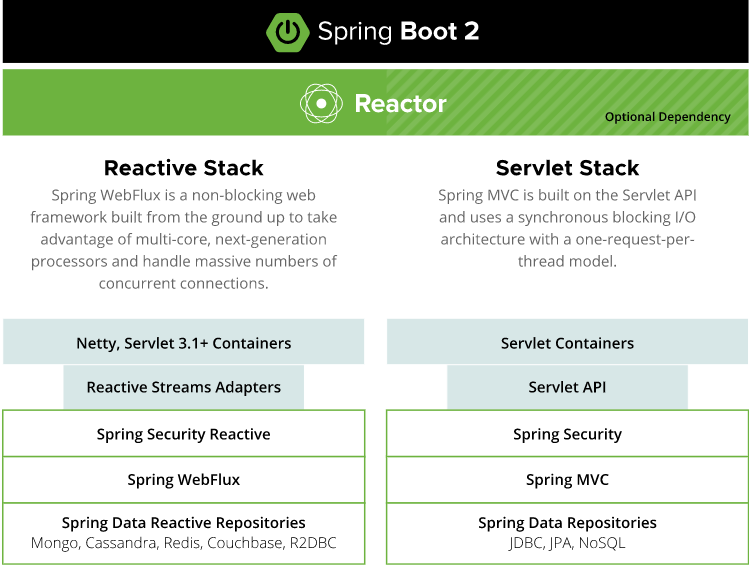 Spring Boot 2
Reactor
Optional Dependency
Reactive Stack
Spring WebFlux is a non-blocking web
framework built from the ground up to take
advantage of multi-core, next-generation
processors and handle massive numbers of
concurrent connections.
Netty, Servlet 3.1+ Containers
Reactive Streams Adapters
Spring Security Reactive
Spring WebFlux
Spring Data Reactive Repositories
Mongo, Cassandra, Redis, Couchbase, R2DBC
Servlet Stack
Spring MVC is built on the Servlet API
and uses a synchronous blocking I/O
architecture with a one-request-per-
thread model.
Servlet Containers
Servlet API
Spring Security
Spring MVC
Spring Data Repositories
JDBC, JPA, NoSQL